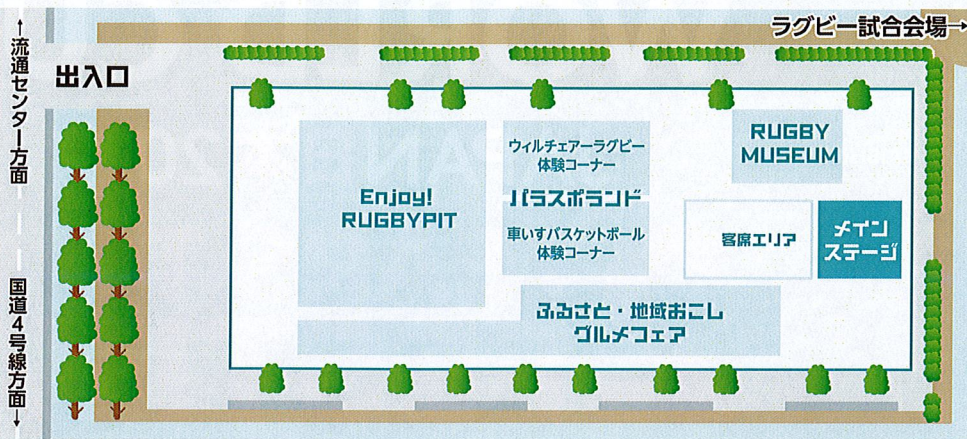 ラグビー試合会場→
←流通センター方面
出入口
国道4号線方面→
Enjoy!
RUGBYPIT
ウィルチェアーラグビー
体験コーナー
パラスポランド
車いすバスケットボール
体験コーナー
RUGBY
MUSEUM
客席エリア
メイン
ステージ
ふるさと・地域おこし
グルメフェア